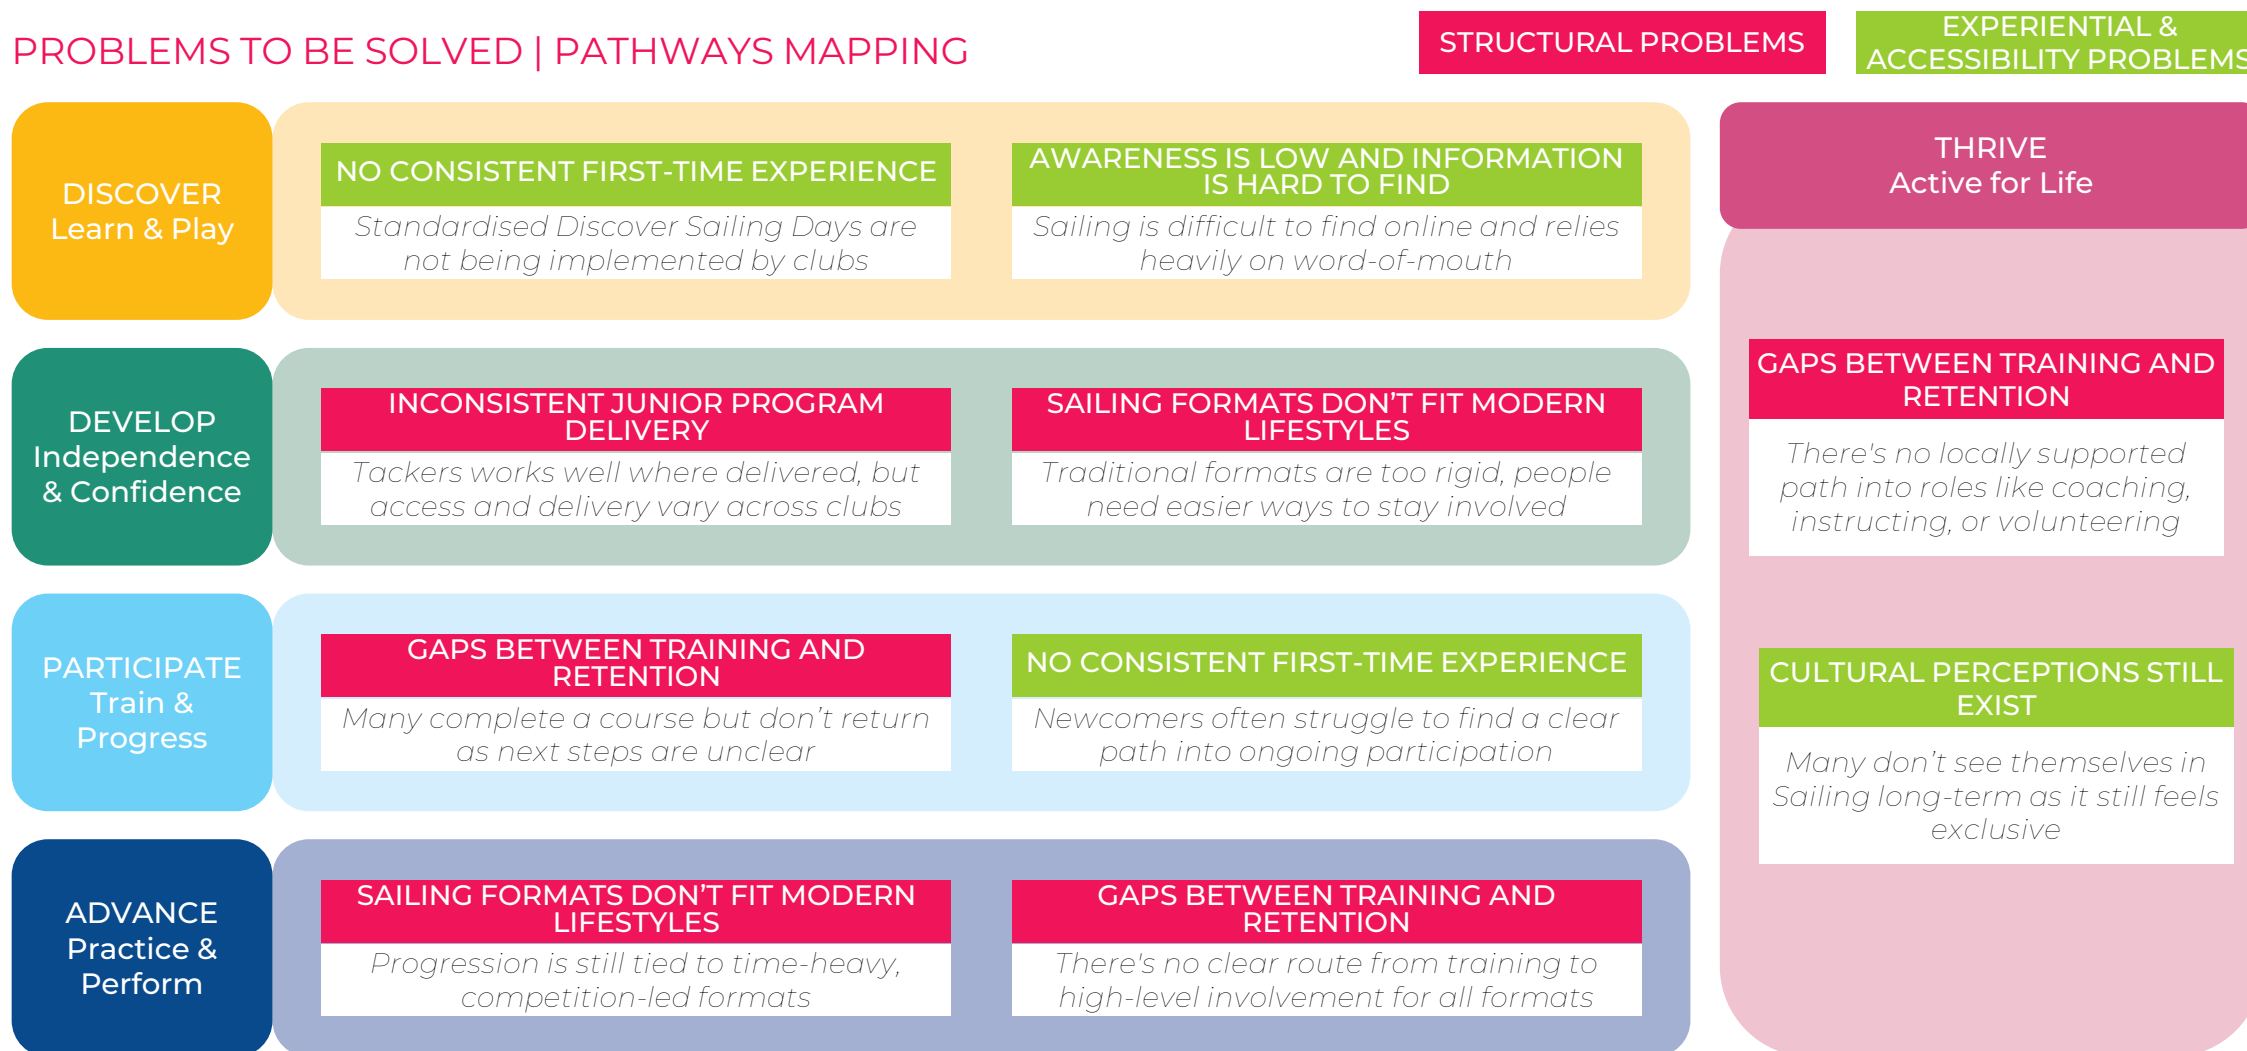 PROBLEMS TO BE SOLVED | PATHWAYS MAPPING
STRUCTURAL PROBLEMS
EXPERIENTIAL &
ACCESSIBILITY PROBLEMS
DISCOVER
Learn & Play
NO CONSISTENT FIRST-TIME EXPERIENCE
Standardised Discover Sailing Days are
not being implemented by clubs
AWARENESS IS LOW AND INFORMATION
IS HARD TO FIND
Sailing is difficult to find online and relies
heavily on word-of-mouth
DEVELOP
Independence
& Confidence
INCONSISTENT JUNIOR PROGRAM
DELIVERY
Tackers works well where delivered, but
access and delivery vary across clubs
SAILING FORMATS DON'T FIT MODERN
LIFESTYLES
Traditional formats are too rigid, people
need easier ways to stay involved
PARTICIPATE
Train &
Progress
GAPS BETWEEN TRAINING AND
RETENTION
Many complete a course but don't return
as next steps are unclear
NO CONSISTENT FIRST-TIME EXPERIENCE
Newcomers often struggle to find a clear
path into ongoing participation
ADVANCE
Practice &
Perform
SAILING FORMATS DON'T FIT MODERN
LIFESTYLES
Progression is still tied to time-heavy,
competition-led formats
GAPS BETWEEN TRAINING AND
RETENTION
There's no clear route from training to
high-level involvement for all formats
THRIVE
Active for Life
GAPS BETWEEN TRAINING AND
RETENTION
There's no locally supported
path into roles like coaching,
instructing, or volunteering
CULTURAL PERCEPTIONS STILL
EXIST
Many don't see themselves in
Sailing long-term as it still feels
exclusive